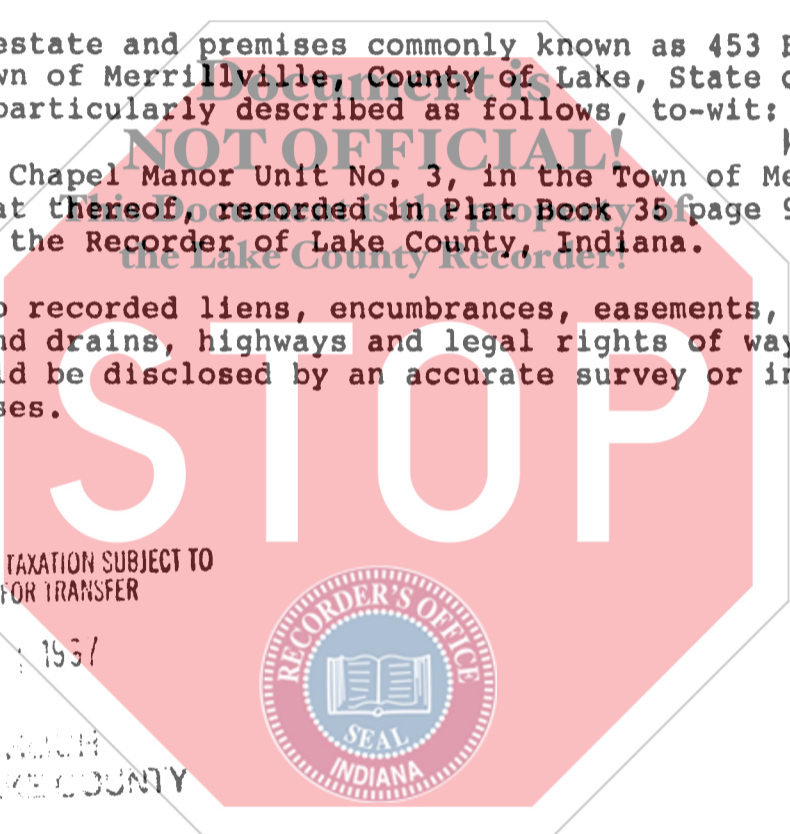 estate and premises commonly known as 453 E
wn of Merrillville, County of Lake, State o
Document is
particularly described as follows, to-wit:
NOT OFFICIAL!
Chapel Manor Unit No. 3, in the Town of Me
at thereof, recorded in Plat Book 35 page 9
This Document is the property of
the Recorder of Lake County, Indiana.
the Lake County Recorder!
o recorded liens, encumbrances, easements,
nd drains, highways and legal rights of way
ld be disclosed by an accurate survey or in
ses.
STOP
TAXATION SUBJECT TO
FOR TRANSFER
RECORDER'S OFFICE
SEAL
INDIANA
COUNTY